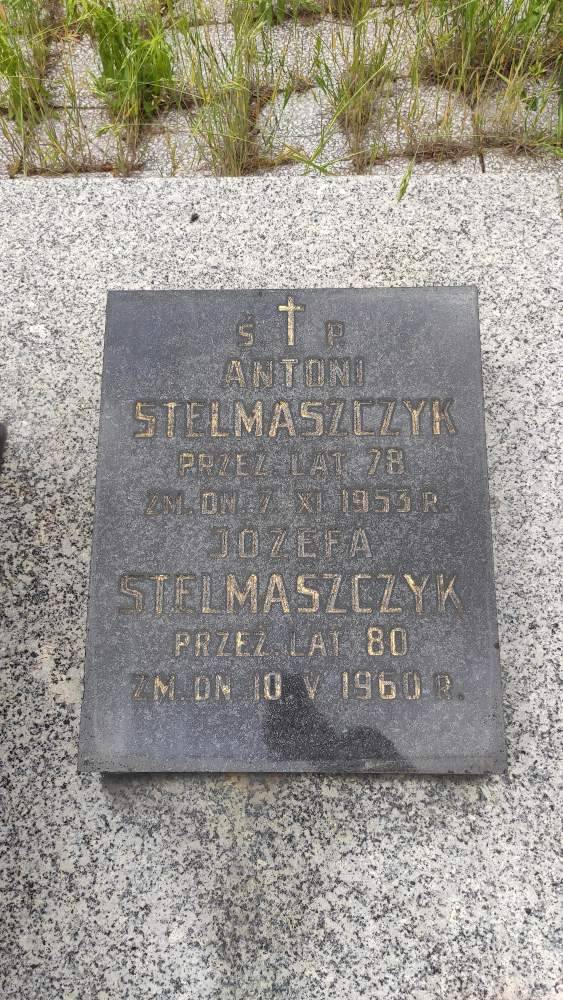 Ś P
ANTONI
STELMASZCZYK
PRZEŻ. LAT 78
ZM. DN. 7. XI 1953 R.
JÓZEFA
STELMASZCZYK
PRZEŻ. LAT 80
ZM. DN 10 V 1960 R.